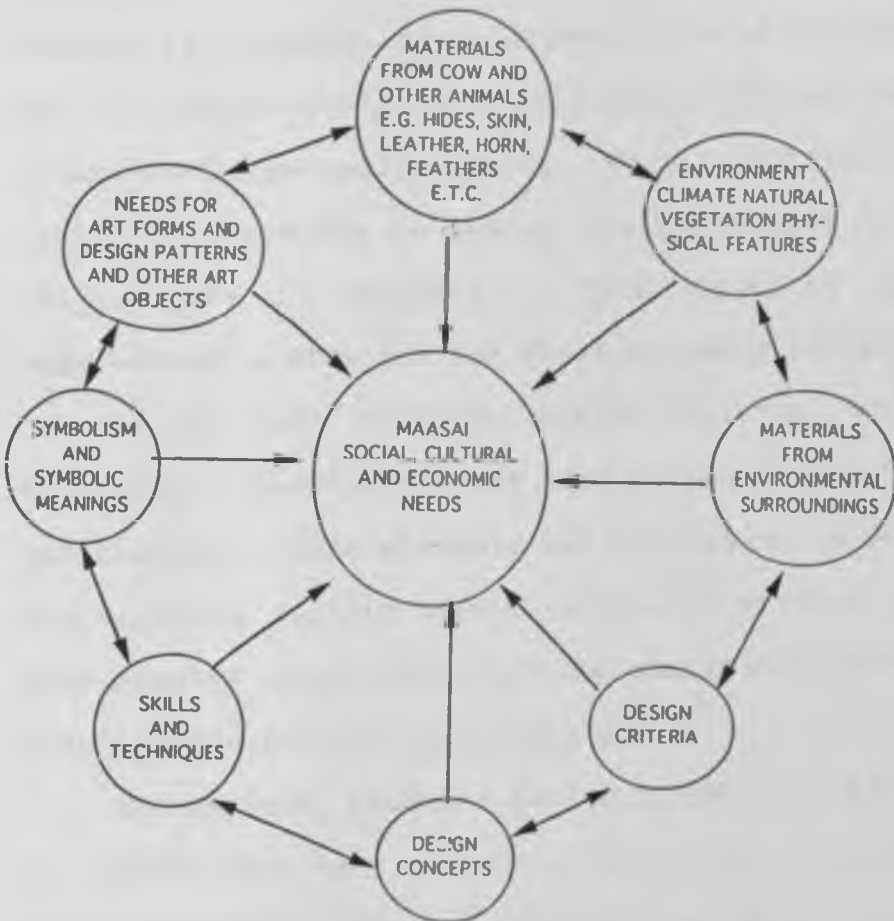 MATERIALS
FROM COW AND
OTHER ANIMALS
E.G. HIDES, SKIN,
LEATHER, HORN,
FEATHERS
E.T.C.
ENVIRONMENT
CLIMATE NATURAL
VEGETATION PHY-
SICAL FEATURES
NEEDS FOR
ART FORMS AND
DESIGN PATTERNS
AND OTHER ART
OBJECTS
SYMBOLISM
AND
SYMBOLIC
MEANINGS
MAASAI
SOCIAL, CULTURAL
AND ECONOMIC
NEEDS
MATERIALS
FROM
ENVIRONMENTAL
SURROUNDINGS
SKILLS
AND
TECHNIQUES
DESIGN
CRITERIA
DESIGN
CONCEPTS